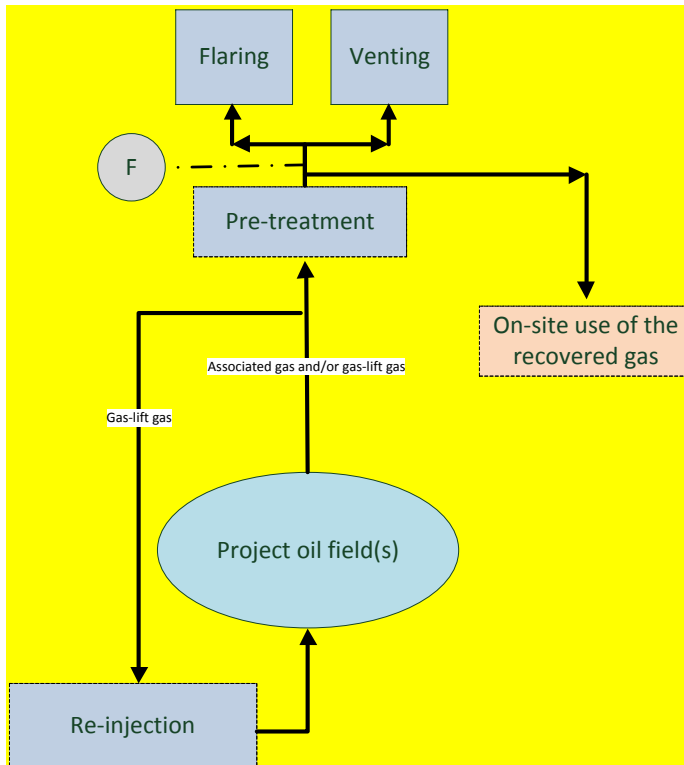 Flaring
Venting
F
Pre-treatment
On-site use of the
recovered gas
Associated gas and/or gas-lift gas
Gas-lift gas
Project oil field(s)
Re-injection